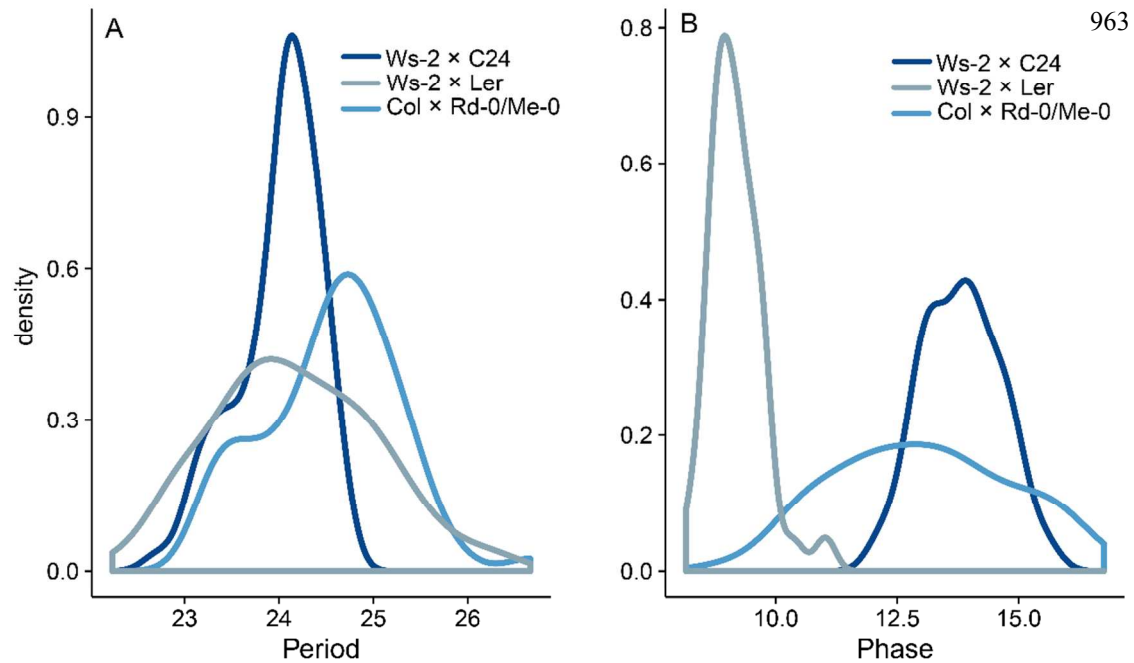 963
A
Ws-2 × C24
Ws-2 × Ler
Col × Rd-0/Me-0
density
0.9
0.6
0.3
0.0
23 24 25 26
Period
B
Ws-2 × C24
Ws-2 × Ler
Col × Rd-0/Me-0
0.8
0.6
0.4
0.2
0.0
10.0 12.5 15.0
Phase